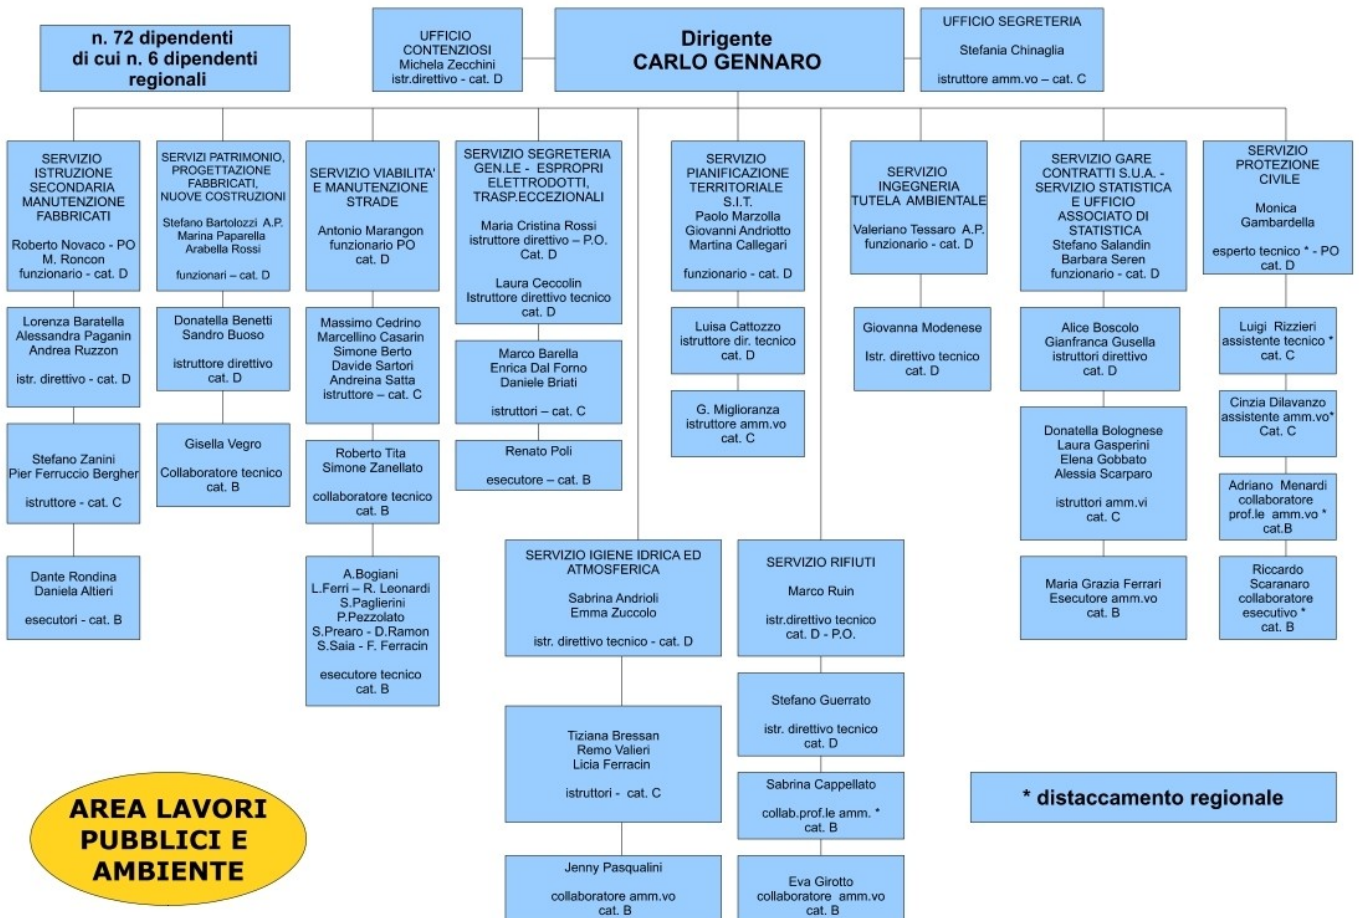 n. 72 dipendenti
di cui n. 6 dipendenti
regionali
UFFICIO
CONTENZIOSI
Michela Zecchini
istr.direttivo - cat. D
Dirigente
CARLO GENNARO
UFFICIO SEGRETERIA
Stefania Chinaglia
istruttore amm.vo – cat. C
SERVIZIO
ISTRUZIONE
SECONDARIA
MANUTENZIONE
FABBRICATI
Roberto Novaco - PO
M. Roncon
funzionario - cat. D
Lorenza Baratella
Alessandra Paganin
Andrea Ruzzon
istr. direttivo - cat. D
Stefano Zanini
Pier Ferruccio Bergher
istruttore - cat. C
Dante Rondina
Daniela Altieri
esecutori - cat. B
SERVIZI PATRIMONIO,
PROGETTAZIONE
FABBRICATI,
NUOVE COSTRUZIONI
Stefano Bartolozzi A.P.
Marina Paparella
Arabella Rossi
funzionari – cat. D
Donatella Benetti
Sandro Buoso
istruttore direttivo
cat. D
Gisella Vegro
Collaboratore tecnico
cat. B
SERVIZIO VIABILITA'
E MANUTENZIONE
STRADE
Antonio Marangon
funzionario PO
cat. D
Massimo Cedrino
Marcellino Casarin
Simone Berto
Davide Sartori
Andreina Satta
istruttore – cat. C
Roberto Tita
Simone Zanellato
collaboratore tecnico
cat. B
A.Bogiani
L.Ferri – R. Leonardi
S.Paglierini
P.Pezzolato
S.Prearo - D.Ramon
S.Saia - F. Ferracin
esecutore tecnico
cat. B
SERVIZIO SEGRETERIA
GEN.LE - ESPROPRI
ELETTRODOTTI,
TRASP.ECCEZIONALI
Maria Cristina Rossi
istruttore direttivo – P.O.
Cat. D
Laura Ceccolin
Istruttore direttivo tecnico
cat. D
Marco Barella
Enrica Dal Forno
Daniele Briati
istruttori – cat. C
Renato Poli
esecutore – cat. B
SERVIZIO IGIENE IDRICA ED
ATMOSFERICA
Sabrina Andrioli
Emma Zuccolo
istr. direttivo tecnico - cat. D
Tiziana Bressan
Remo Valieri
Licia Ferracin
istruttori - cat. C
Jenny Pasqualini
collaboratore amm.vo
cat. B
SERVIZIO
PIANIFICAZIONE
TERRITORIALE
S.I.T.
Paolo Marzolla
Giovanni Andriotto
Martina Callegari
funzionario - cat. D
Luisa Cattozzo
istruttore dir. tecnico
cat. D
G. Miglioranza
istruttore amm.vo
cat. C
SERVIZIO RIFIUTI
Marco Ruin
istr.direttivo tecnico
cat. D - P.O.
Stefano Guerrato
istr. direttivo tecnico
cat. D
Sabrina Cappellato
collab.prof.le amm. *
cat. B
Eva Girotto
collaboratore amm.vo
cat. B
SERVIZIO
INGEGNERIA
TUTELA AMBIENTALE
Valeriano Tessaro A.P.
funzionario - cat. D
Giovanna Modenese
Istr. direttivo tecnico
cat. D
SERVIZIO GARE
CONTRATTI S.U.A. -
SERVIZIO STATISTICA
E UFFICIO
ASSOCIATO DI
STATISTICA
Stefano Salandin
Barbara Seren
funzionario - cat. D
Alice Boscolo
Gianfranca Gusella
istruttori direttivo
cat. D
Donatella Bolognese
Laura Gasperini
Elena Gobbato
Alessia Scarparo
istruttori amm.vi
cat. C
Maria Grazia Ferrari
Esecutore amm.vo
cat. B
SERVIZIO
PROTEZIONE
CIVILE
Monica
Gambardella
esperto tecnico * - PO
cat. D
Luigi Rizzieri
assistente tecnico *
cat. C
Cinzia Dilavanzo
assistente amm.vo*
Cat. C
Adriano Menardi
collaboratore
prof.le amm.vo *
cat.B
Riccardo
Scaranaro
collaboratore
esecutivo *
cat. B
AREA LAVORI
PUBBLICI E
AMBIENTE
* distaccamento regionale